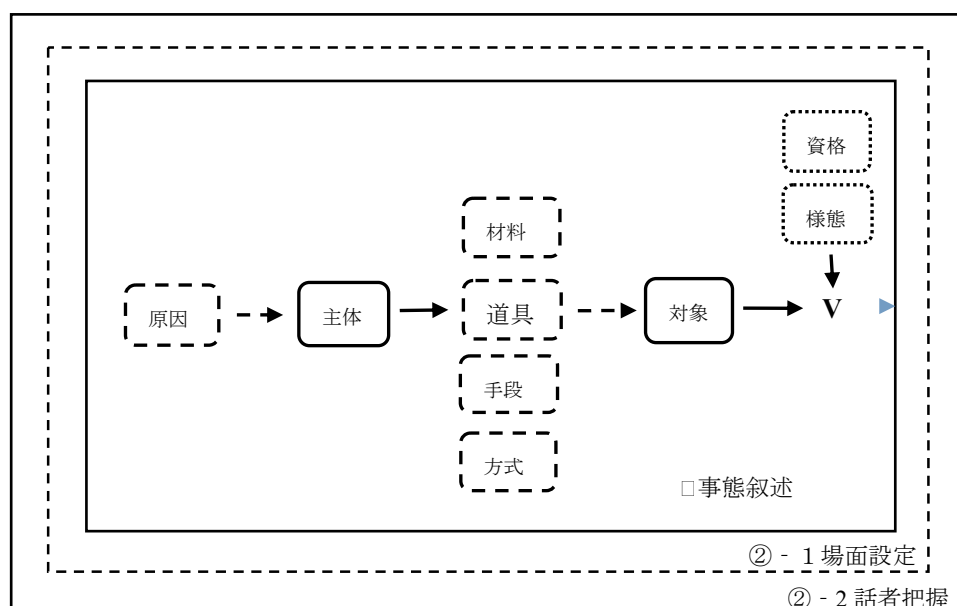 資格
様態
材料
原因
主体
道具
対象
V
手段
方式
□事態叙述
②‐１場面設定
②‐２話者把握